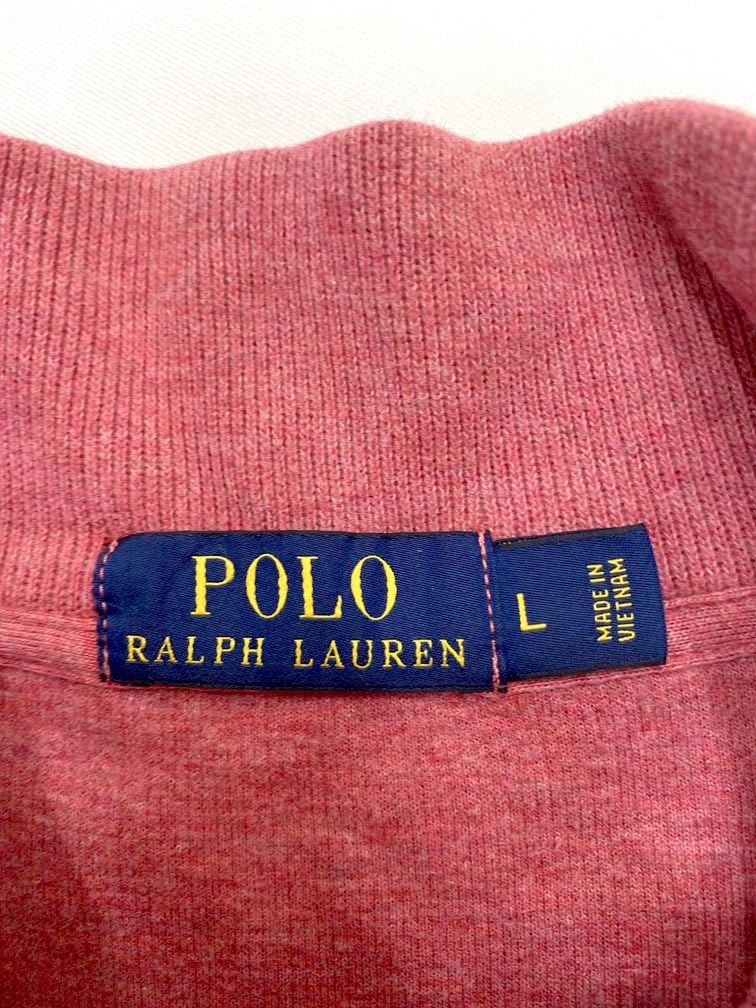 POLO
RALPH LAUREN
L
MADE IN
VIETNAM